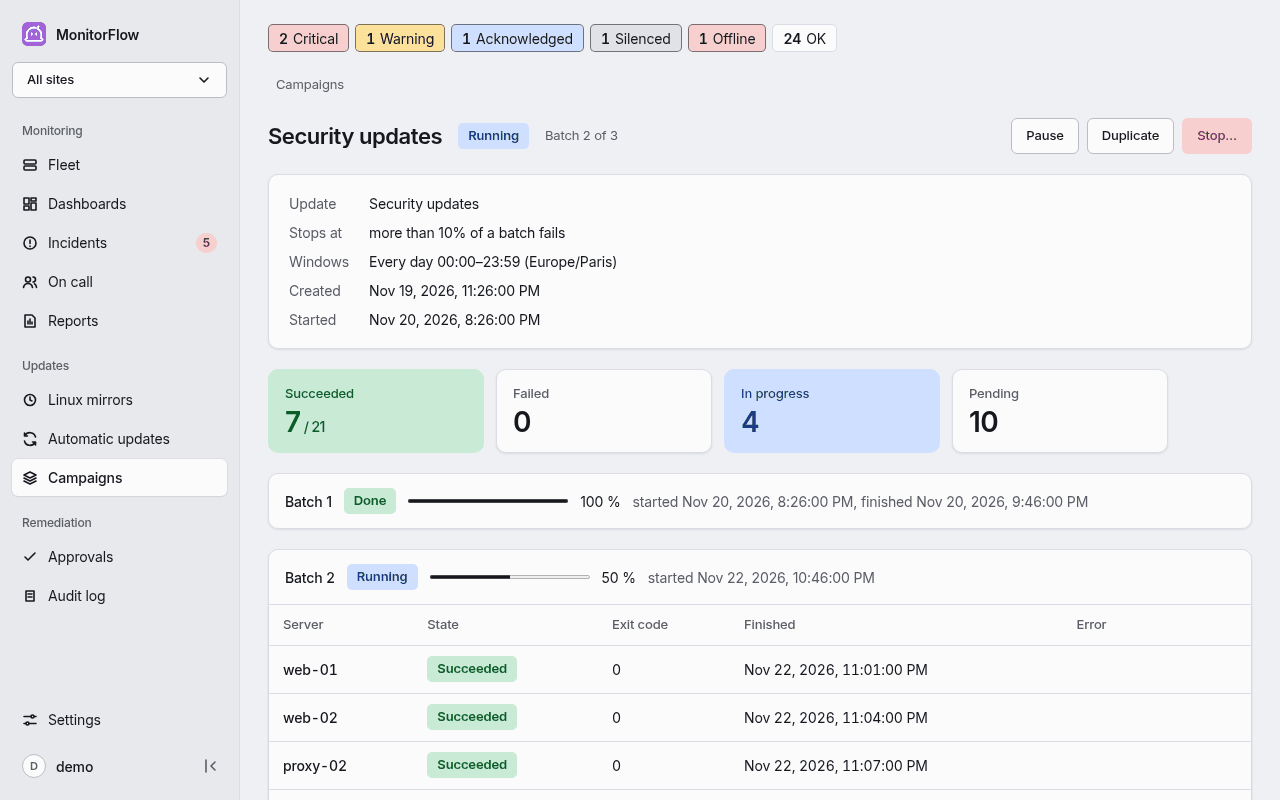 MonitorFlow
All sites
Monitoring
Fleet
Dashboards
Incidents 5
On call
Reports
Updates
Linux mirrors
Automatic updates
Campaigns
Remediation
Approvals
Audit log
Settings
D demo
2 Critical 1 Warning 1 Acknowledged 1 Silenced 1 Offline 24 OK
Campaigns
Security updates Running Batch 2 of 3 Pause Duplicate Stop...
Update Security updates
Stops at more than 10% of a batch fails
Windows Every day 00:00–23:59 (Europe/Paris)
Created Nov 19, 2026, 11:26:00 PM
Started Nov 20, 2026, 8:26:00 PM
Succeeded Failed In progress Pending
7 / 21 0 4 10
Batch 1 Done 100 % started Nov 20, 2026, 8:26:00 PM, finished Nov 20, 2026, 9:46:00 PM
Batch 2 Running 50 % started Nov 22, 2026, 10:46:00 PM
Server State Exit code Finished Error
web-01 Succeeded 0 Nov 22, 2026, 11:01:00 PM
web-02 Succeeded 0 Nov 22, 2026, 11:04:00 PM
proxy-02 Succeeded 0 Nov 22, 2026, 11:07:00 PM